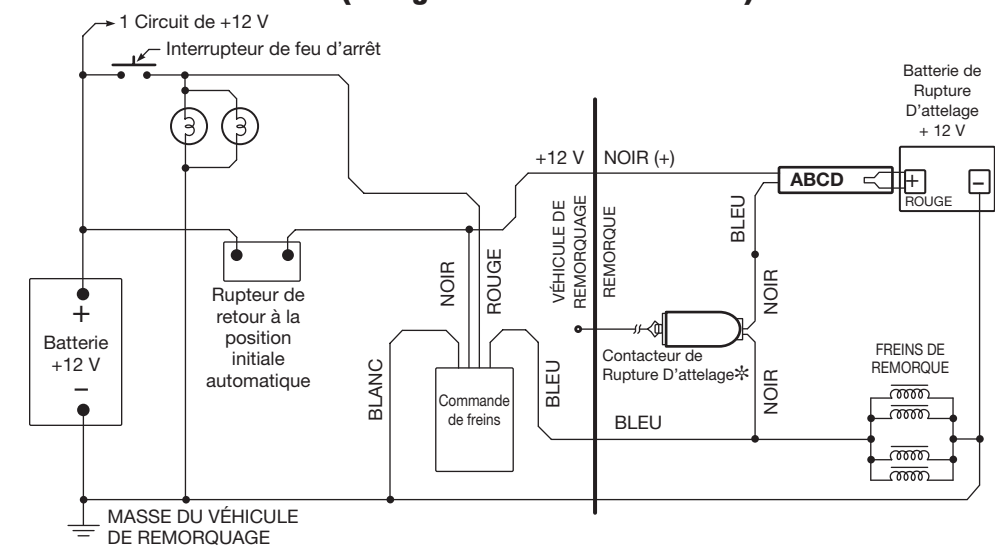 1 Circuit de +12 V
Interrupteur de feu d'arrêt
Batterie de
Rupture
D'attelage
+ 12 V
+12 V
NOIR (+)
ABCD
+
−
ROUGE
BLEU
VÉHICULE DE
REMORQUAGE
REMORQUE
NOIR
ROUGE
NOIR
Rupteur de
retour à la
position
initiale
automatique
+
Batterie
+12 V
−
Contacteur de
Rupture D'attelage*
FREINS DE
REMORQUE
BLANC
Commande
de freins
BLEU
NOIR
BLEU
MASSE DU VÉHICULE
DE REMORQUAGE